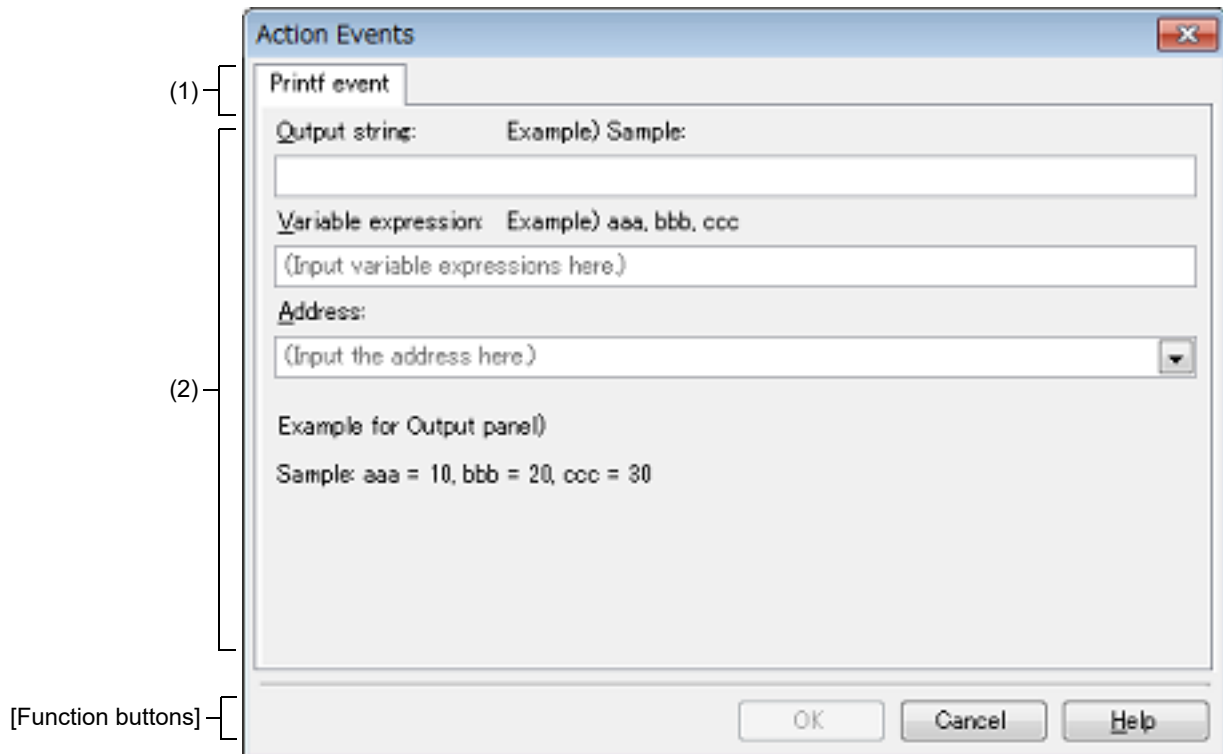 Action Events
(1)
Printf event
Output string: Example) Sample:
Variable expression: Example) aaa, bbb, ccc
(Input variable expressions here.)
Address:
(Input the address here.)
(2)
Example for Output panel)
Sample: aaa = 10, bbb = 20, ccc = 30
[Function buttons]
OK Cancel Help